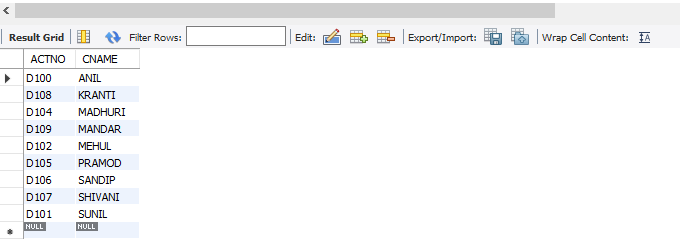 Result Grid Filter Rows: Edit: Export/Import: Wrap Cell Content: IA
ACTNO CNAME
D100 ANIL
D108 KRANTI
D104 MADHURI
D109 MANDAR
D102 MEHUL
D105 PRAMOD
D106 SANDIP
D107 SHIVANI
D101 SUNIL
NULL NULL